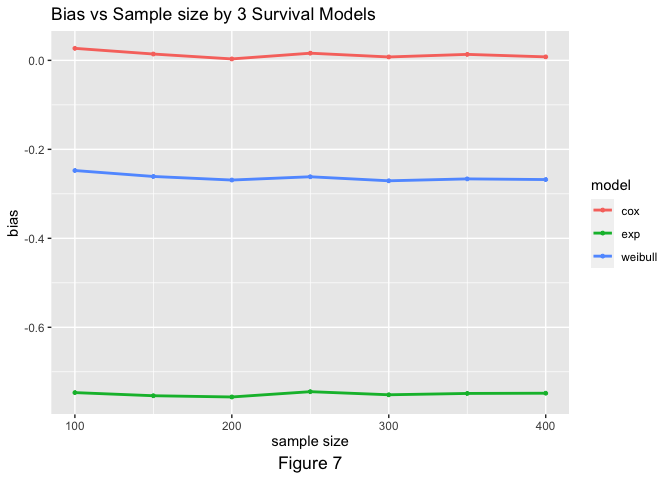 Bias vs Sample size by 3 Survival Models
0.0
-0.2
-0.4
-0.6
bias
100
200
300
400
sample size
Figure 7
model
cox
exp
weibull